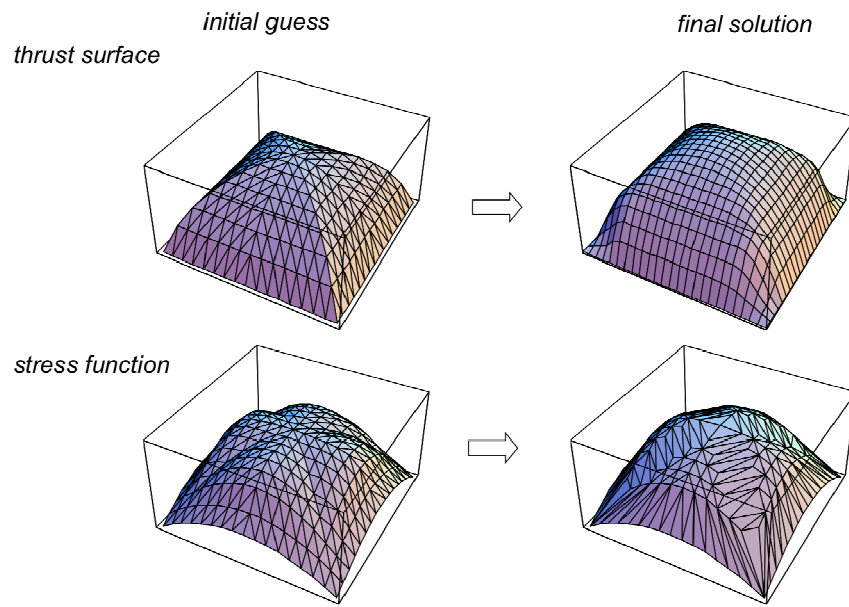 initial guess
final solution
thrust surface
stress function